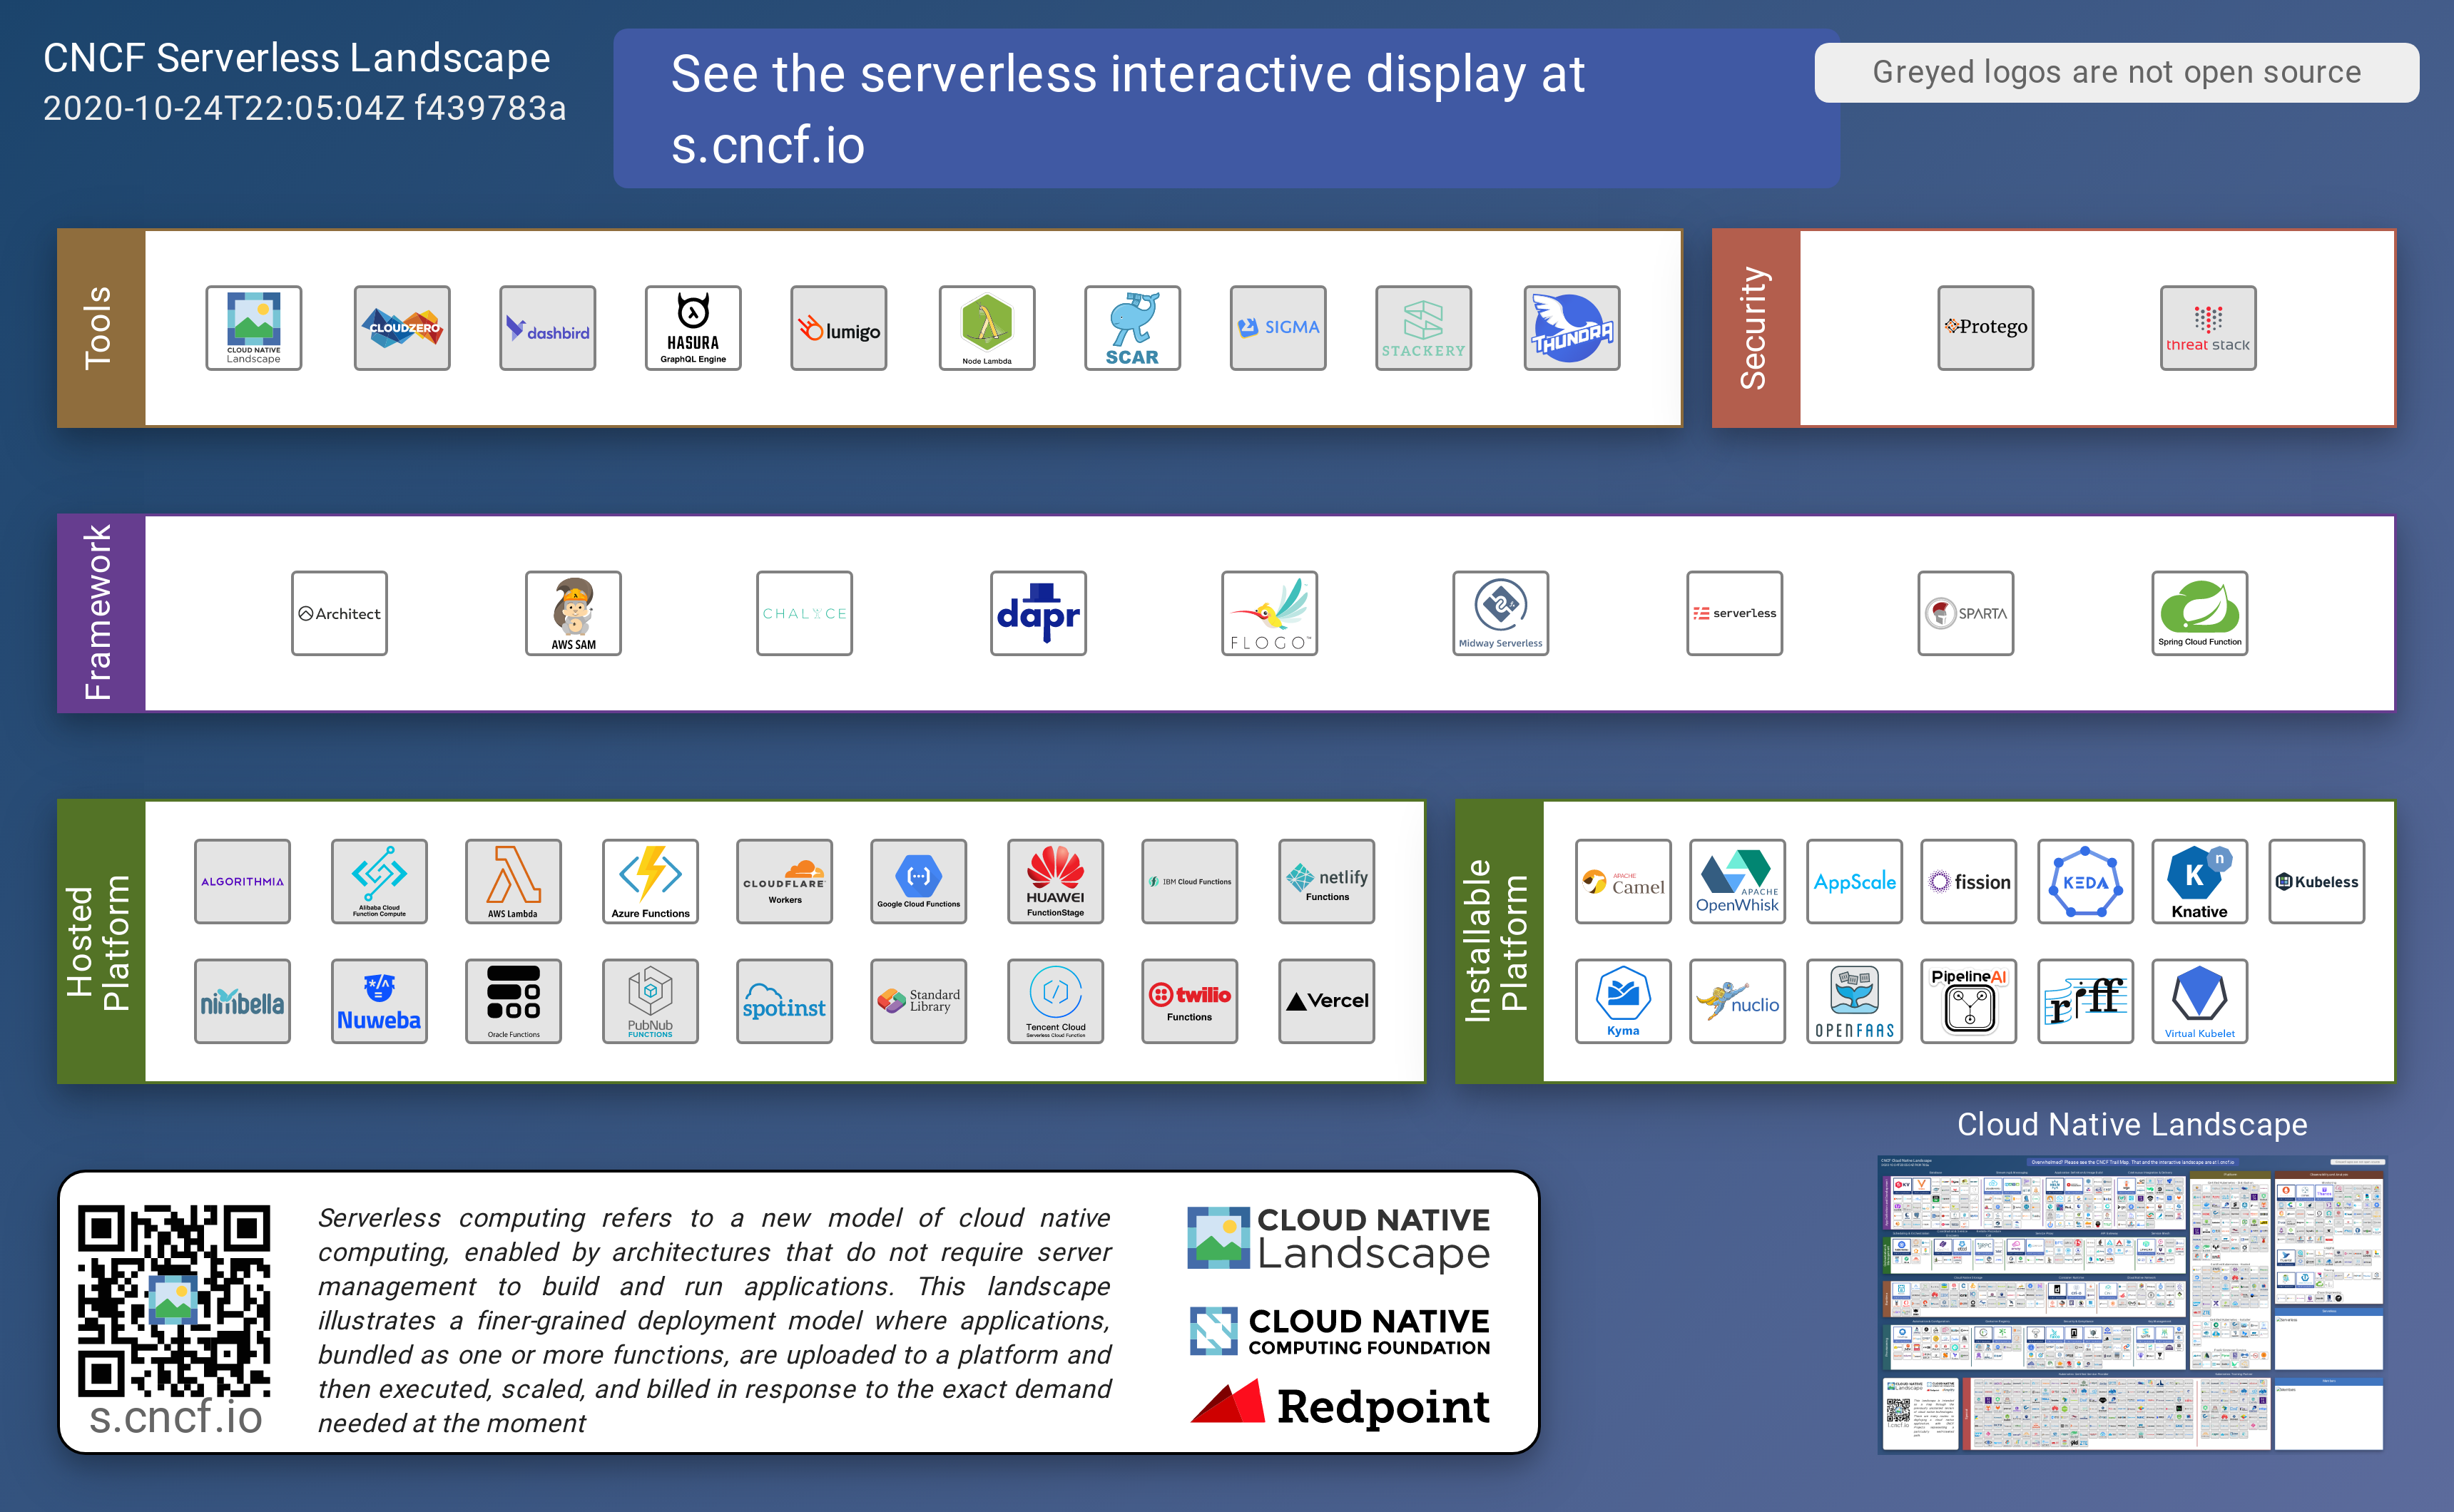 CNCF Serverless Landscape
2020-10-24T22:05:04Z f439783a
See the serverless interactive display at
s.cncf.io
Greyed logos are not open source
Tools
CLOUD NATIVE
Landscape
CLOUDZERO
dashbird
HASURA
GraphQL Engine
lumigo
Node Lambda
SCAR
SIGMA
STACKERY
THUNDRA
Security
Protego
threat stack
Framework
Architect
AWS SAM
CHALICE
dapr
FLOGO™
Midway Serverless
serverless
SPARTA
Spring Cloud Function
Hosted
Platform
ALGORITHMIA
Alibaba Cloud
Function Compute
AWS Lambda
Azure Functions
CLOUDFLARE
Workers
Google Cloud Functions
HUAWEI
FunctionStage
IBM Cloud Functions
netlify
Functions
nimbella
Nuweba
Oracle Functions
PubNub
FUNCTIONS
spotinst
Standard
Library
Tencent Cloud
Serverless Cloud Function
twilio
Functions
Vercel
Installable
Platform
APACHE
Camel
APACHE
OpenWhisk
AppScale
fission
KEDA
K n
Knative
Kubeless
Kyma
nuclio
OPENFAAS
PipelineAI
riff
Virtual Kubelet
Cloud Native Landscape
s.cncf.io
Serverless computing refers to a new model of cloud native
computing, enabled by architectures that do not require server
management to build and run applications. This landscape
illustrates a finer-grained deployment model where applications,
bundled as one or more functions, are uploaded to a platform and
then executed, scaled, and billed in response to the exact demand
needed at the moment
CLOUD NATIVE
Landscape
CLOUD NATIVE
COMPUTING FOUNDATION
Redpoint